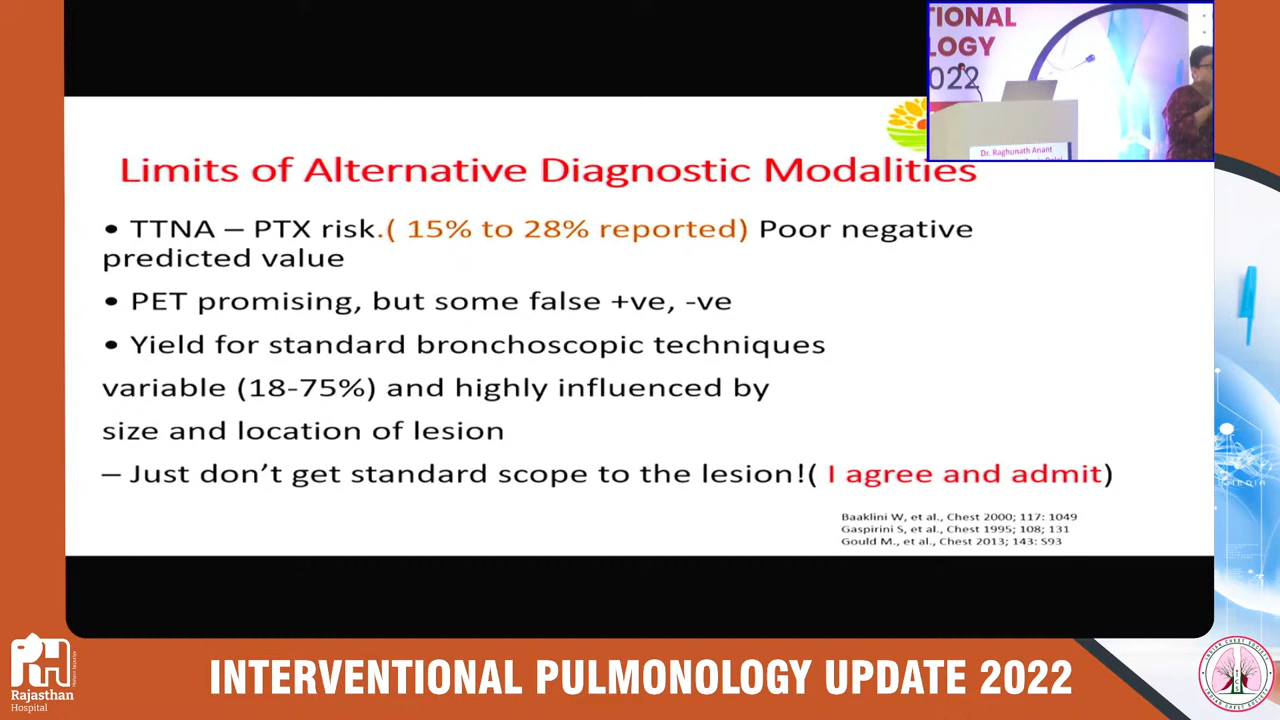 TIONAL
LOGY
022
Dr. Raghunath Anant
Limits of Alternative Diagnostic Modalities
• TTNA – PTX risk.( 15% to 28% reported) Poor negative
predicted value
• PET promising, but some false +ve, -ve
• Yield for standard bronchoscopic techniques
variable (18-75%) and highly influenced by
size and location of lesion
– Just don't get standard scope to the lesion!( I agree and admit)
Baaklini W, et al., Chest 2000; 117: 1049
Gaspirini S, et al., Chest 1995; 108; 131
Gould M., et al., Chest 2013; 143: S93
Rajasthan
Hospital
INTERVENTIONAL PULMONOLOGY UPDATE 2022
INDIAN CHEST SOCIETY